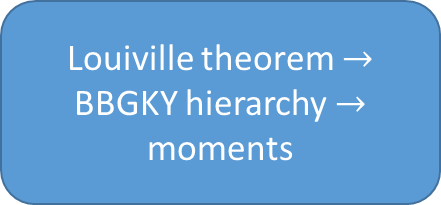 Louiville theorem →
BBGKY hierarchy →
moments